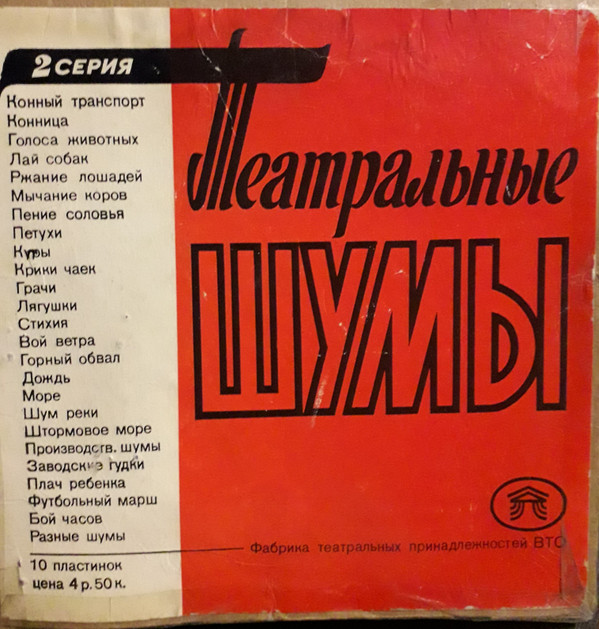 2 СЕРИЯ
Театральные
ШУМЫ
Конный транспорт
Конница
Голоса животных
Лай собак
Ржание лошадей
Мычание коров
Пение соловья
Петухи
Куры
Крики чаек
Грачи
Лягушки
Стихия
Вой ветра
Горный обвал
Дождь
Море
Шум реки
Штормовое море
Производств. шумы
Заводские гудки
Плач ребенка
Футбольный марш
Бой часов
Разные шумы
10 пластинок
цена 4 р. 50 к.
Фабрика театральных принадлежностей ВТО